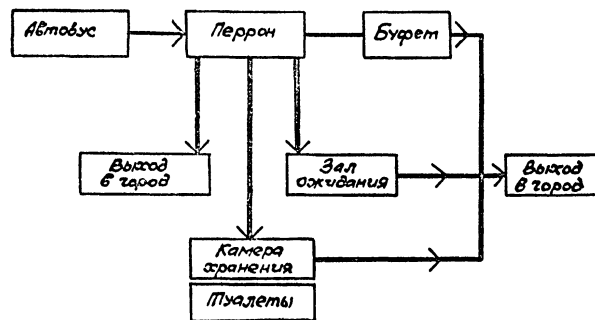 Автобус
Перрон
Буфет
Выход
в город
Зал
ожидания
Выход
в город
Камера
хранения
Туалеты